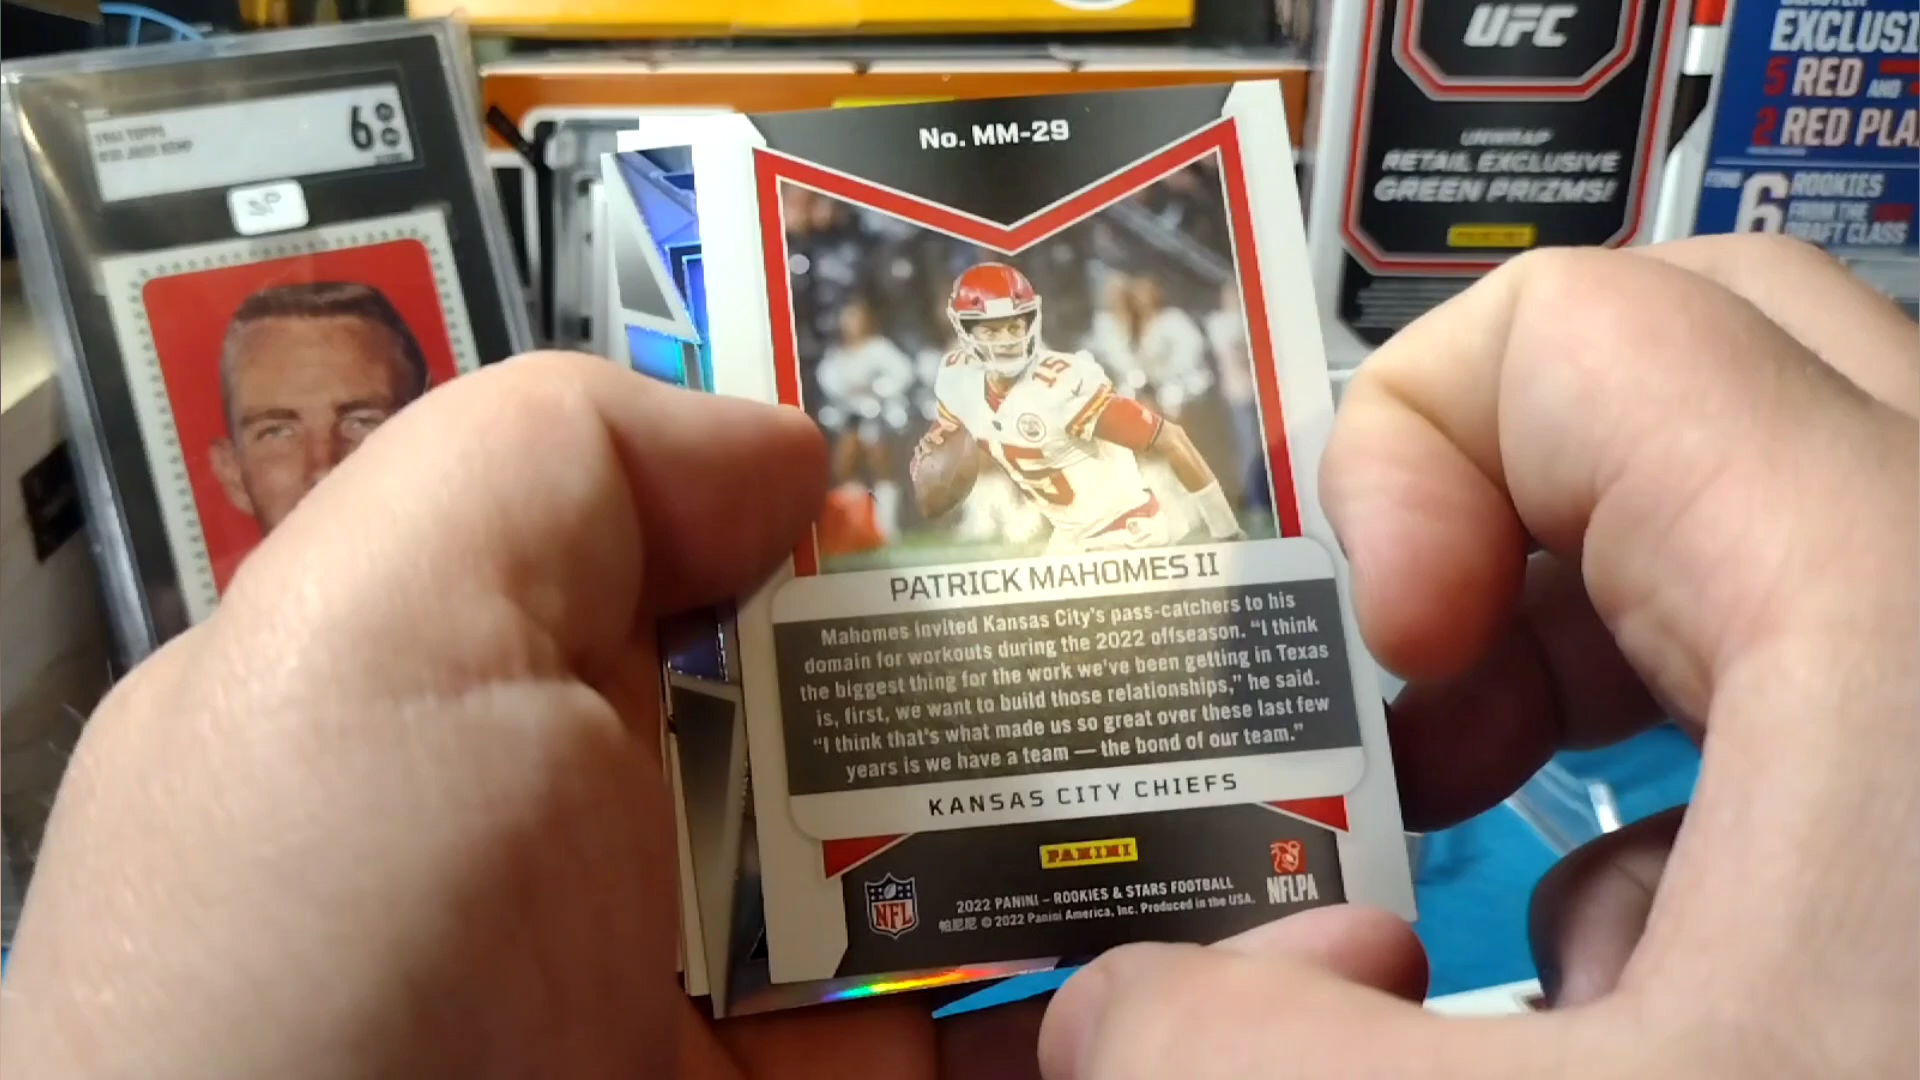 6
No. MM-29
PATRICK MAHOMES II
Mahomes invited Kansas City's pass-catchers to his
domain for workouts during the 2022 offseason. “I think
the biggest thing for the work we've been getting in Texas
is, first, we want to build those relationships,” he said.
“I think that's what made us so great over these last few
years is we have a team — the bond of our team.”
KANSAS CITY CHIEFS
PANINI
NFL
2022 PANINI – ROOKIES & STARS FOOTBALL
帕尼尼 © 2022 Panini America, Inc. Produced in the USA.
NFLPA
15
15
UFC
UNWRAP
RETAIL EXCLUSIVE
GREEN PRIZMS!
PANINI
EXCLUSI
5 RED AND
2 RED PLA
6 ROOKIES
FROM THE
DRAFT CLASS